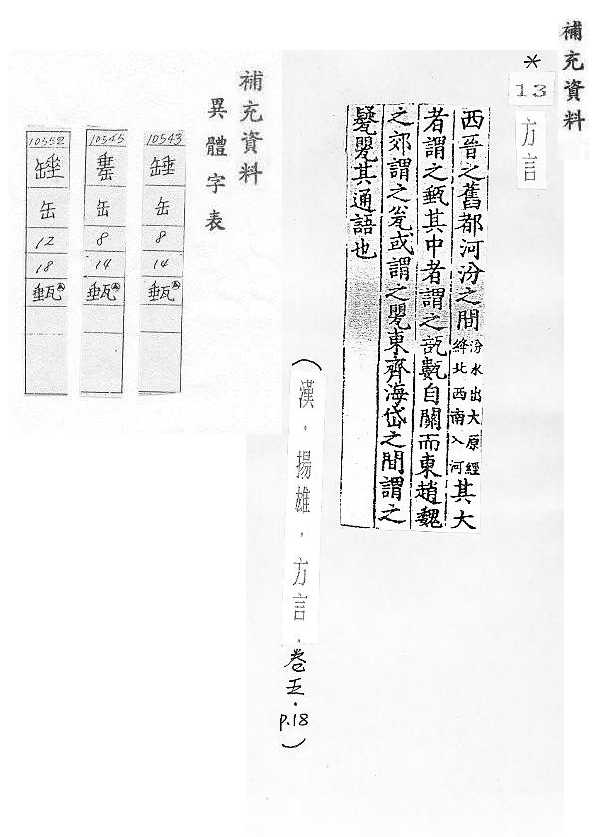 補充資料
*
13
方言
西晉之舊都河汾之間汾水出大原經絳北西南入河其大
者謂之甀其中者謂之瓿甊自關而東趙魏
之郊謂之瓮或謂之甖東齊海岱之間謂之
甖其通語也
(漢.揚雄.方言.卷五.p.18)
補充資料
異體字表
10543
缶
8
14
甀
10545
缶
8
14
甀
10552
缶
12
18
甀